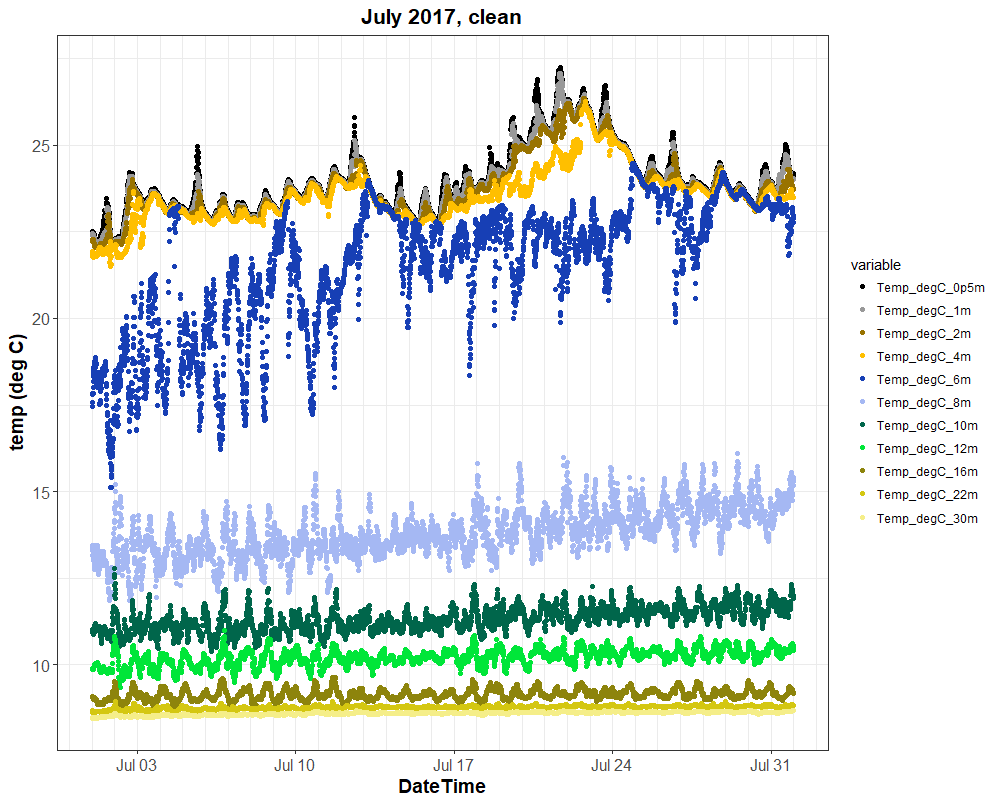 July 2017, clean
temp (deg C)
25
20
15
10
Jul 03
Jul 10
Jul 17
Jul 24
Jul 31
DateTime
variable
Temp_degC_0p5m
Temp_degC_1m
Temp_degC_2m
Temp_degC_4m
Temp_degC_6m
Temp_degC_8m
Temp_degC_10m
Temp_degC_12m
Temp_degC_16m
Temp_degC_22m
Temp_degC_30m